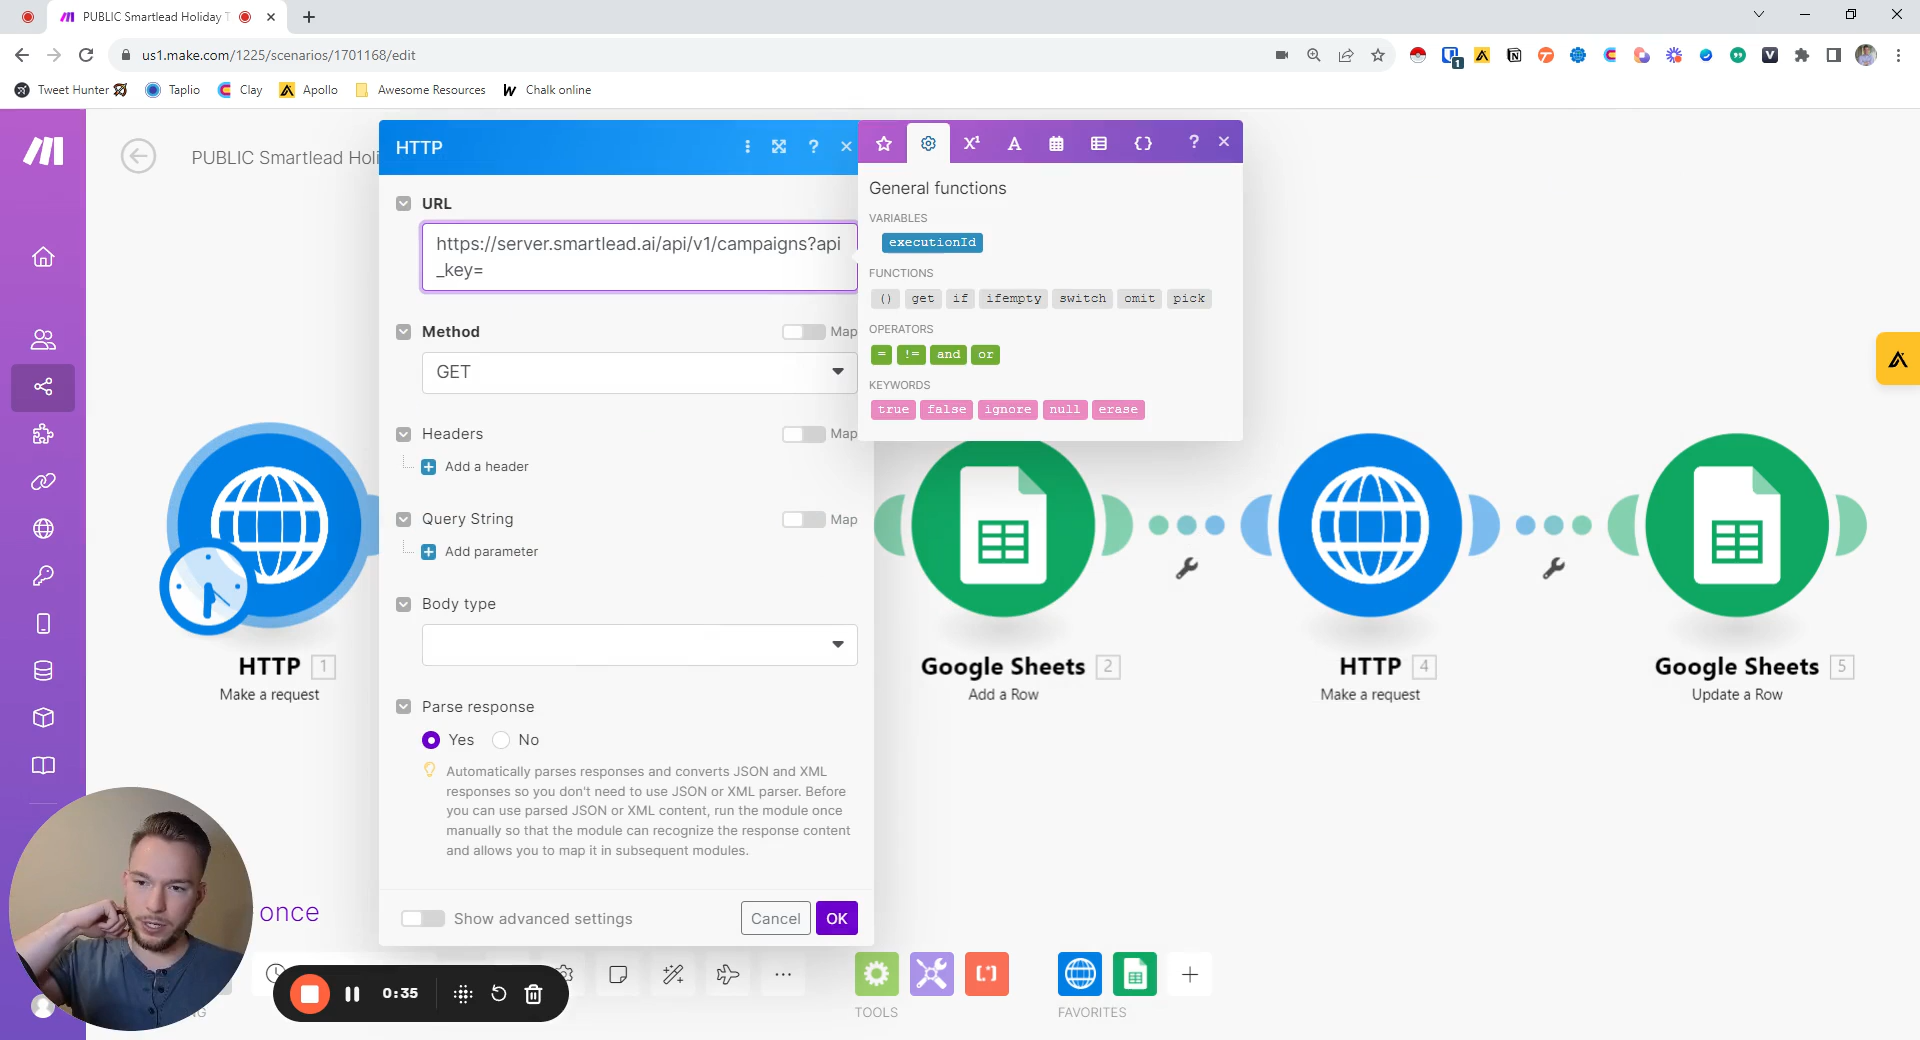 PUBLIC Smartlead Holiday T
us1.make.com/1225/scenarios/1701168/edit
1
Tweet Hunter
Taplio
Clay
Apollo
Awesome Resources
Chalk online
PUBLIC Smartlead Holi
HTTP
URL
https://server.smartlead.ai/api/v1/campaigns?api
_key=
Method
Map
GET
Headers
Map
Add a header
Query String
Map
Add parameter
Body type
Parse response
Yes
No
Automatically parses responses and converts JSON and XML
responses so you don't need to use JSON or XML parser. Before
you can use parsed JSON or XML content, run the module once
manually so that the module can recognize the response content
and allows you to map it in subsequent modules.
Show advanced settings
Cancel
OK
General functions
VARIABLES
executionId
FUNCTIONS
() get if ifempty switch omit pick
OPERATORS
= != and or
KEYWORDS
true false ignore null erase
HTTP 1
Make a request
Google Sheets 2
Add a Row
HTTP 4
Make a request
Google Sheets 5
Update a Row
once
0:35
TOOLS
FAVORITES